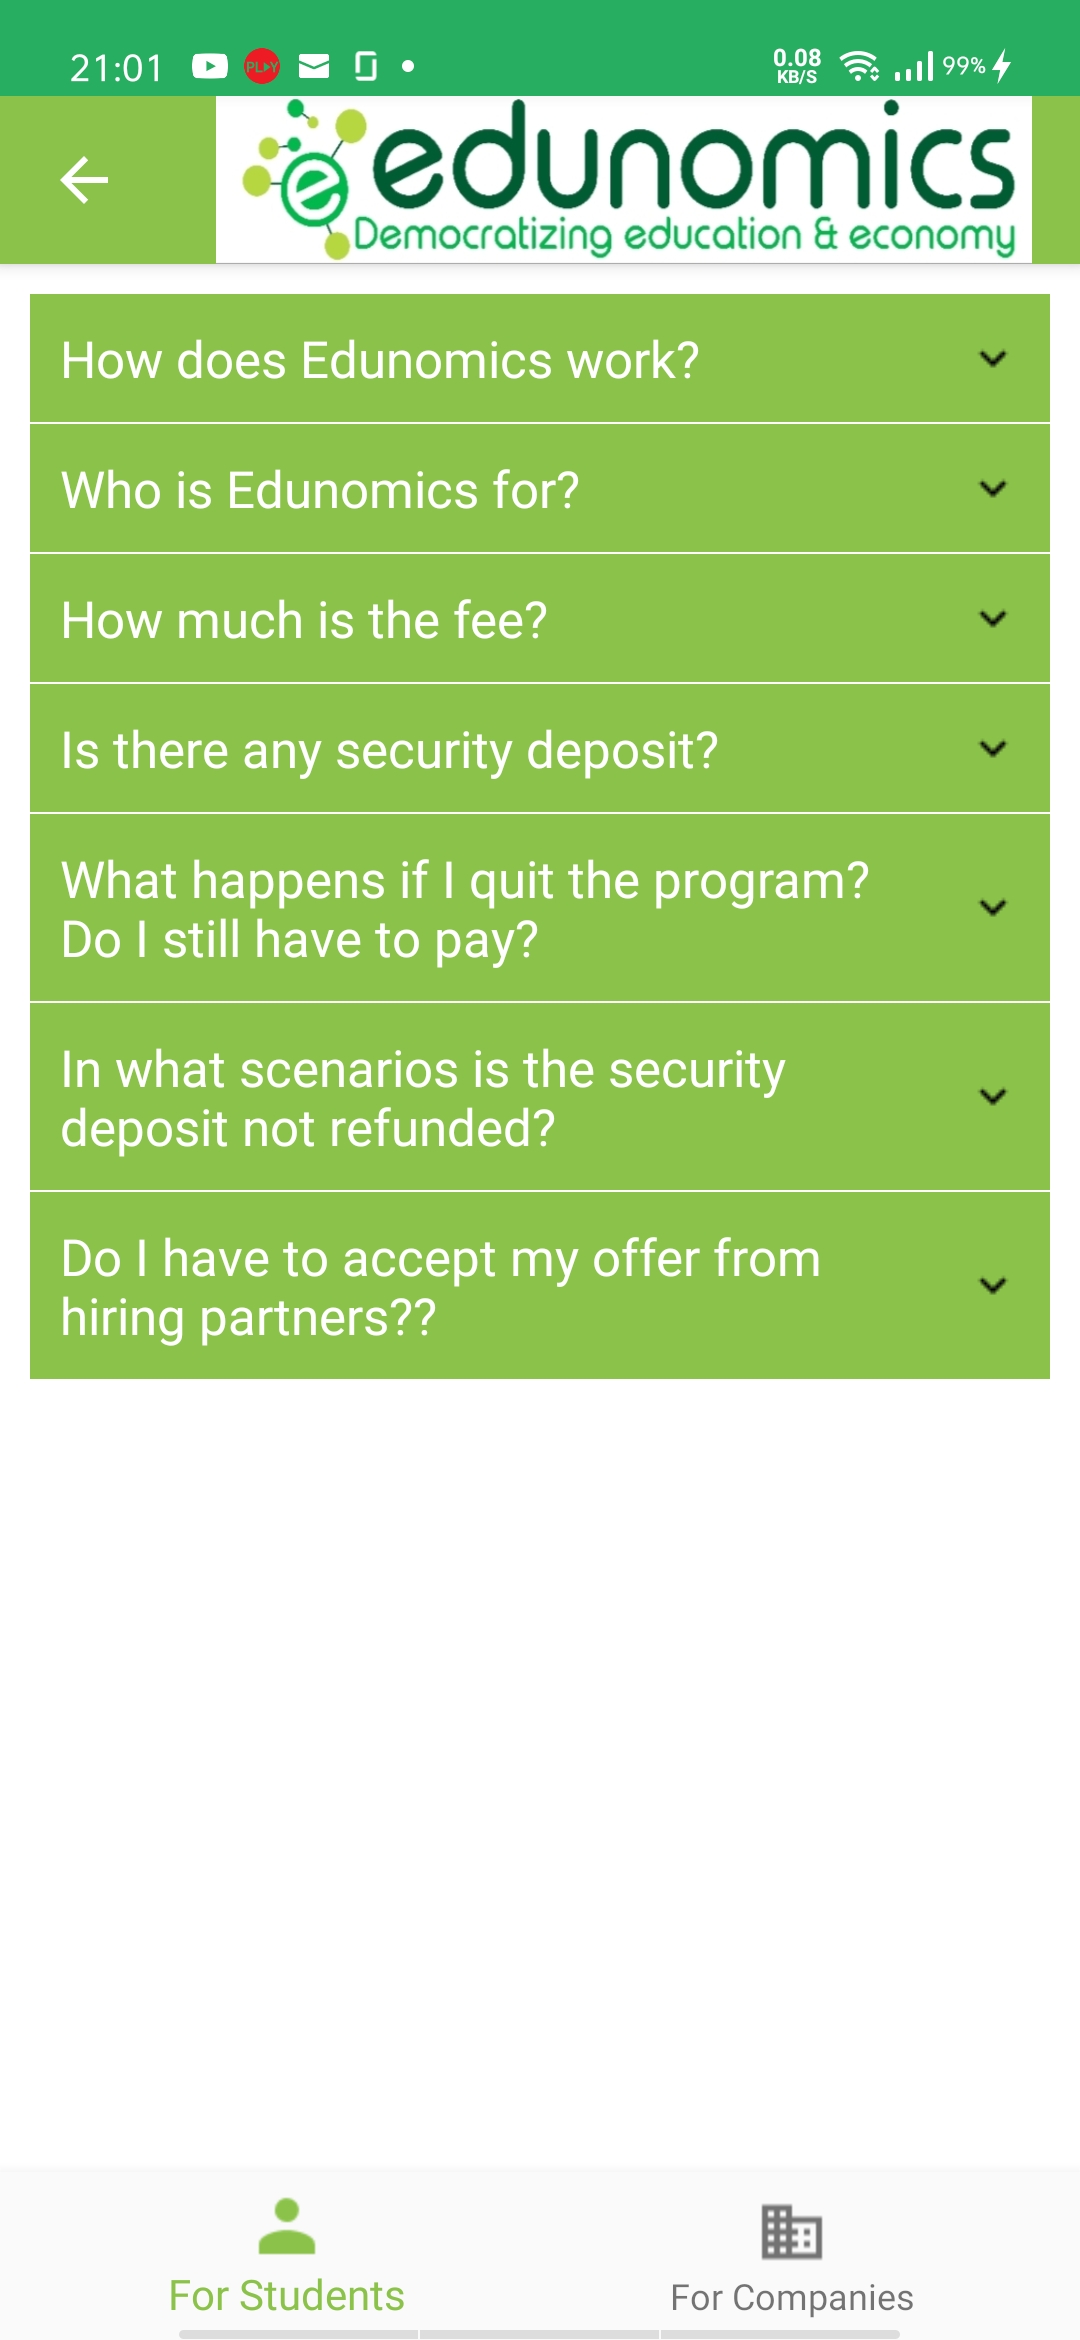 21:01
PLAY
0.08
KB/S
99%
edunomics
Democratizing education & economy
How does Edunomics work?
Who is Edunomics for?
How much is the fee?
Is there any security deposit?
What happens if I quit the program?
Do I still have to pay?
In what scenarios is the security
deposit not refunded?
Do I have to accept my offer from
hiring partners??
For Students
For Companies